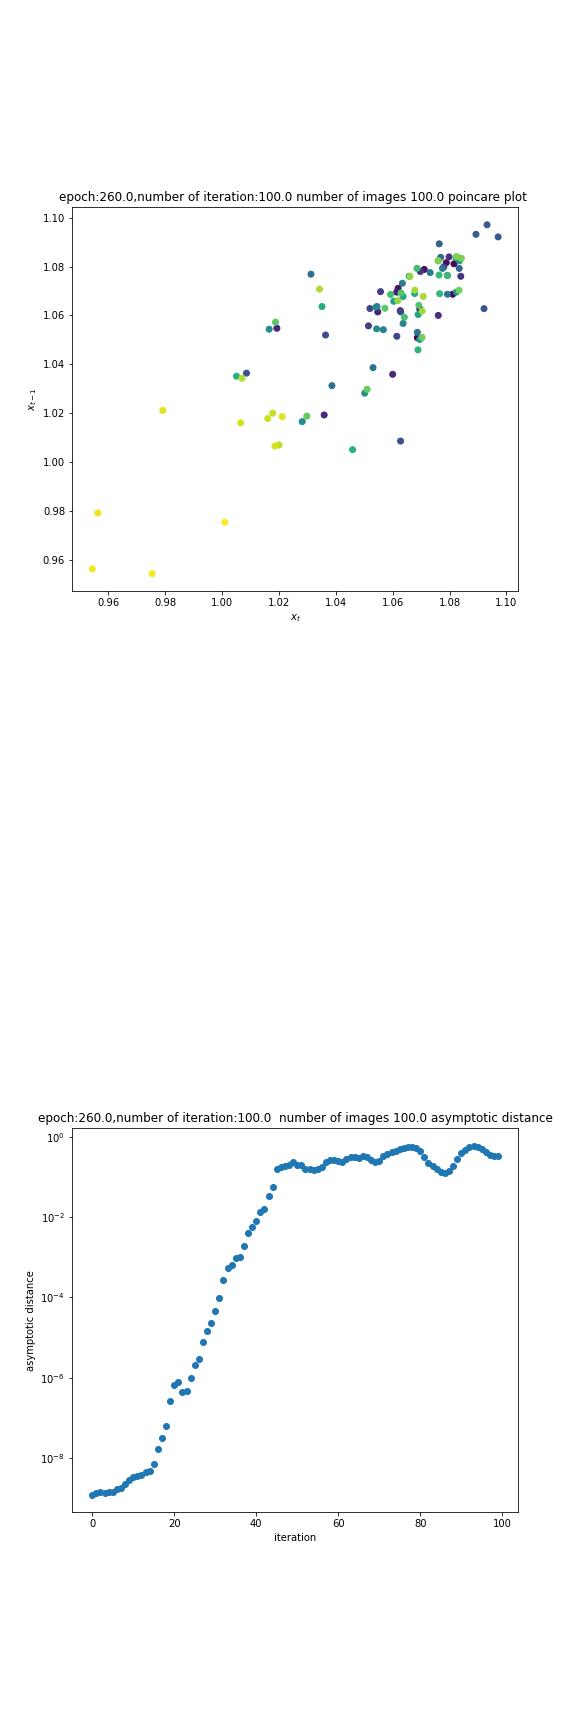 epoch:260.0,number of iteration:100.0 number of images 100.0 poincare plot
1.10
1.08
1.06
1.04
1.02
1.00
0.98
0.96
x_{t-1}
0.96 0.98 1.00 1.02 1.04 1.06 1.08 1.10
x_t
epoch:260.0,number of iteration:100.0  number of images 100.0 asymptotic distance
10^0
10^{-2}
10^{-4}
10^{-6}
10^{-8}
asymptotic distance
0 20 40 60 80 100
iteration